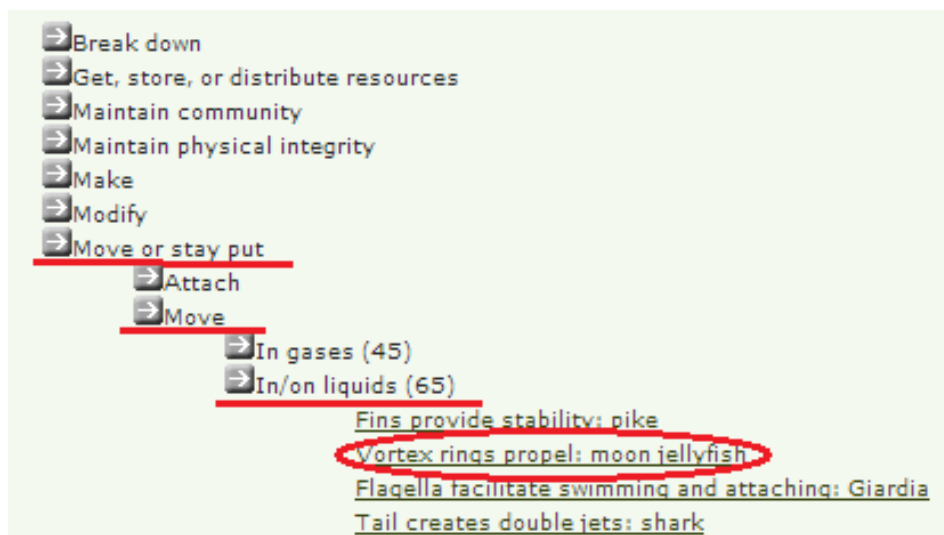 Break down
Get, store, or distribute resources
Maintain community
Maintain physical integrity
Make
Modify
Move or stay put
Attach
Move
In gases (45)
In/on liquids (65)
Fins provide stability: pike
Vortex rings propel: moon jellyfish
Flagella facilitate swimming and attaching: Giardia
Tail creates double jets: shark